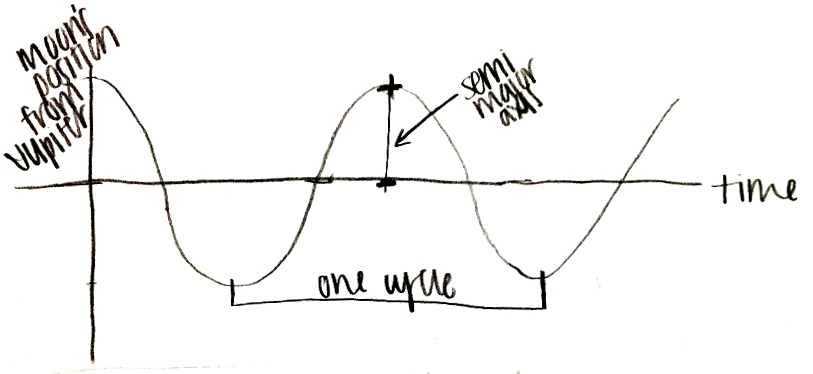 moon's
position
from
Jupiter
semi
major
axis
time
one cycle